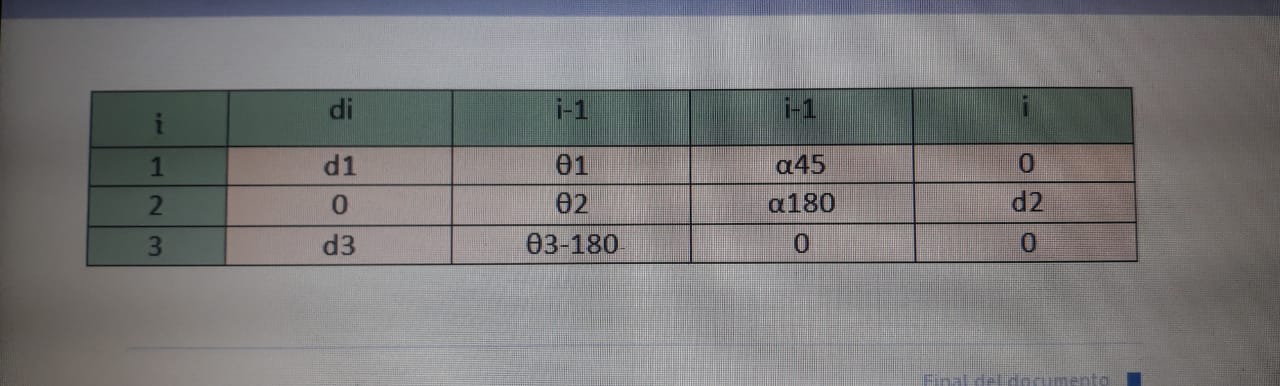 i di i-1 i-1 i
1 d1 θ1 α45 0
2 0 θ2 α180 d2
3 d3 θ3-180 0 0
Final del documento